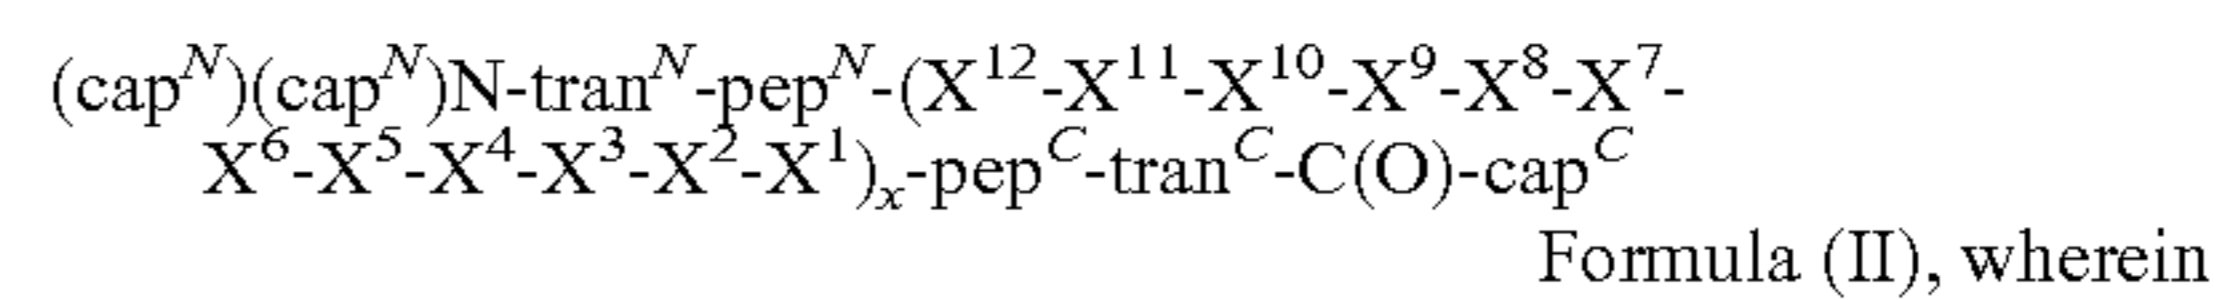 (cap^N)(cap^N)N-tran^N-pep^N-(X^12-X^11-X^10-X^9-X^8-X^7-
X^6-X^5-X^4-X^3-X^2-X^1)_x-pep^C-tran^C-C(O)-cap^C
Formula (II), wherein